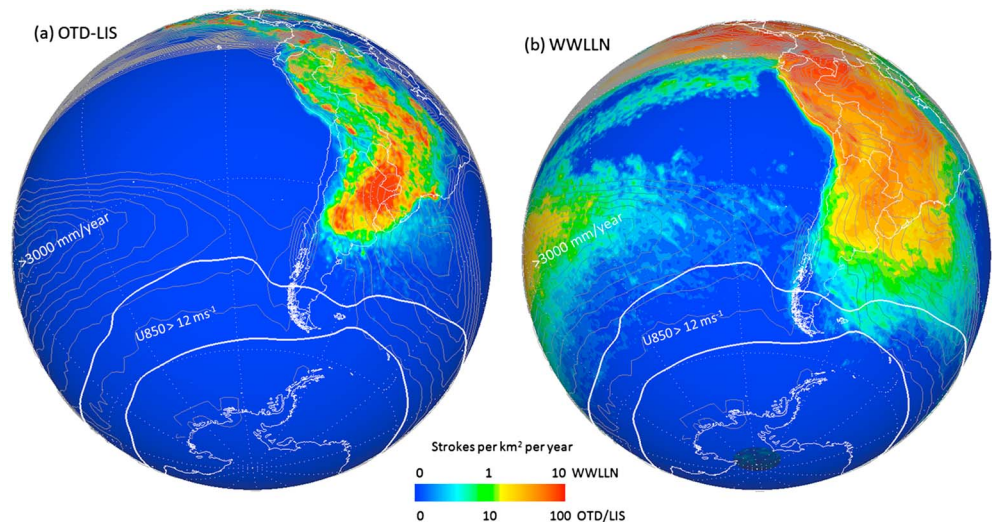 (a) OTD-LIS
(b) WWLLN
>3000 mm/year
U850 > 12 ms⁻¹
>3000 mm/year
U850 > 12 ms⁻¹
Strokes per km² per year
0 1 10 WWLLN
0 10 100 OTD/LIS